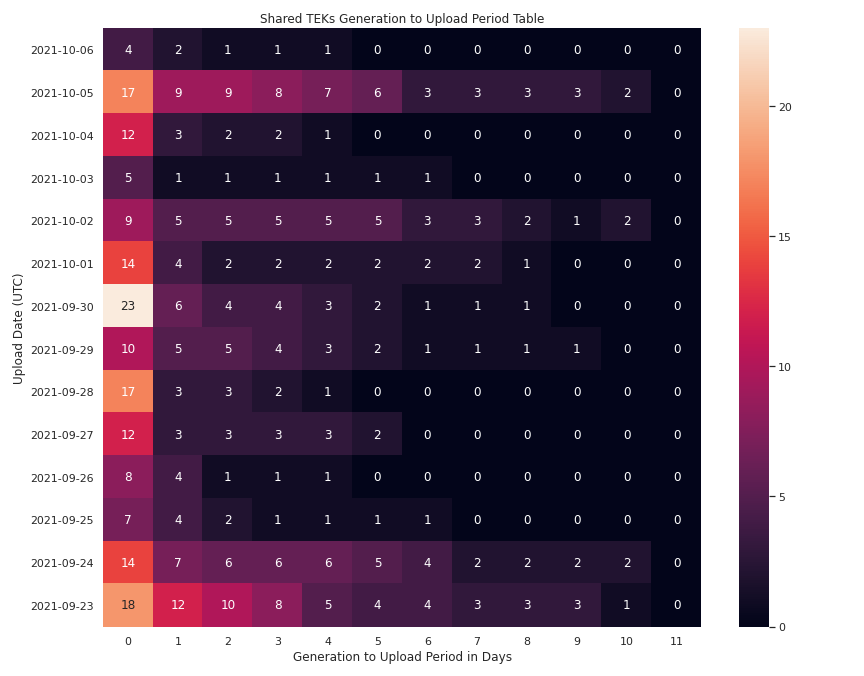 Shared TEKs Generation to Upload Period Table
Upload Date (UTC)
2021-10-06 4 2 1 1 1 0 0 0 0 0 0 0
2021-10-05 17 9 9 8 7 6 3 3 3 3 2 0
2021-10-04 12 3 2 2 1 0 0 0 0 0 0 0
2021-10-03 5 1 1 1 1 1 1 0 0 0 0 0
2021-10-02 9 5 5 5 5 5 3 3 2 1 2 0
2021-10-01 14 4 2 2 2 2 2 2 1 0 0 0
2021-09-30 23 6 4 4 3 2 1 1 1 0 0 0
2021-09-29 10 5 5 4 3 2 1 1 1 1 0 0
2021-09-28 17 3 3 2 1 0 0 0 0 0 0 0
2021-09-27 12 3 3 3 3 2 0 0 0 0 0 0
2021-09-26 8 4 1 1 1 0 0 0 0 0 0 0
2021-09-25 7 4 2 1 1 1 1 0 0 0 0 0
2021-09-24 14 7 6 6 6 5 4 2 2 2 2 0
2021-09-23 18 12 10 8 5 4 4 3 3 3 1 0
0 1 2 3 4 5 6 7 8 9 10 11
Generation to Upload Period in Days
20
15
10
5
0